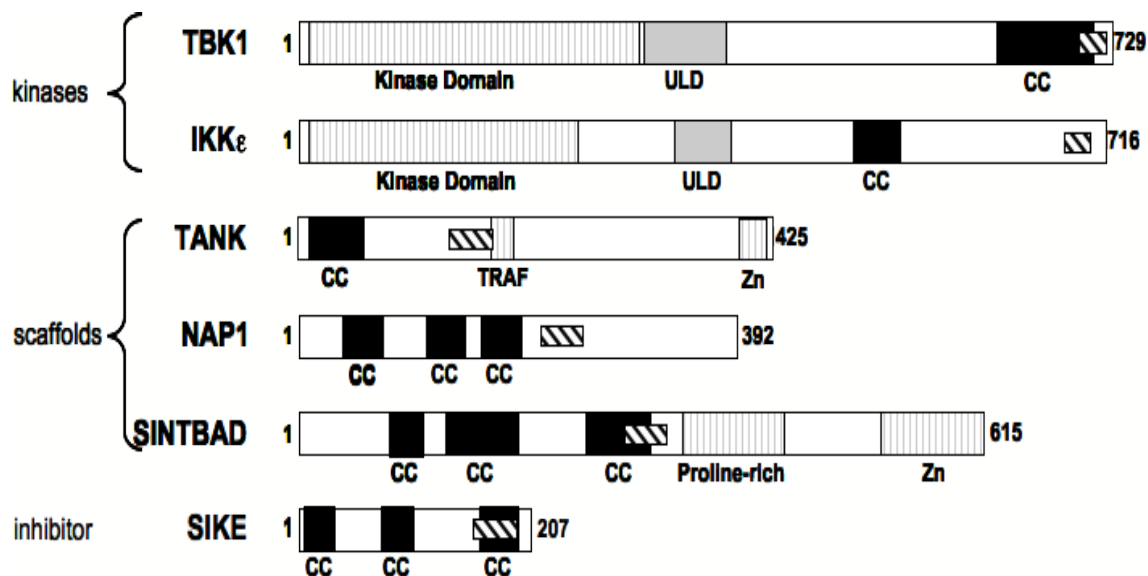 kinases
TBK1 1 729
Kinase Domain ULD CC
IKKε 1 716
Kinase Domain ULD CC
scaffolds
TANK 1 425
CC TRAF Zn
NAP1 1 392
CC CC CC
SINTBAD 1 615
CC CC CC Proline-rich Zn
inhibitor SIKE 1 207
CC CC CC